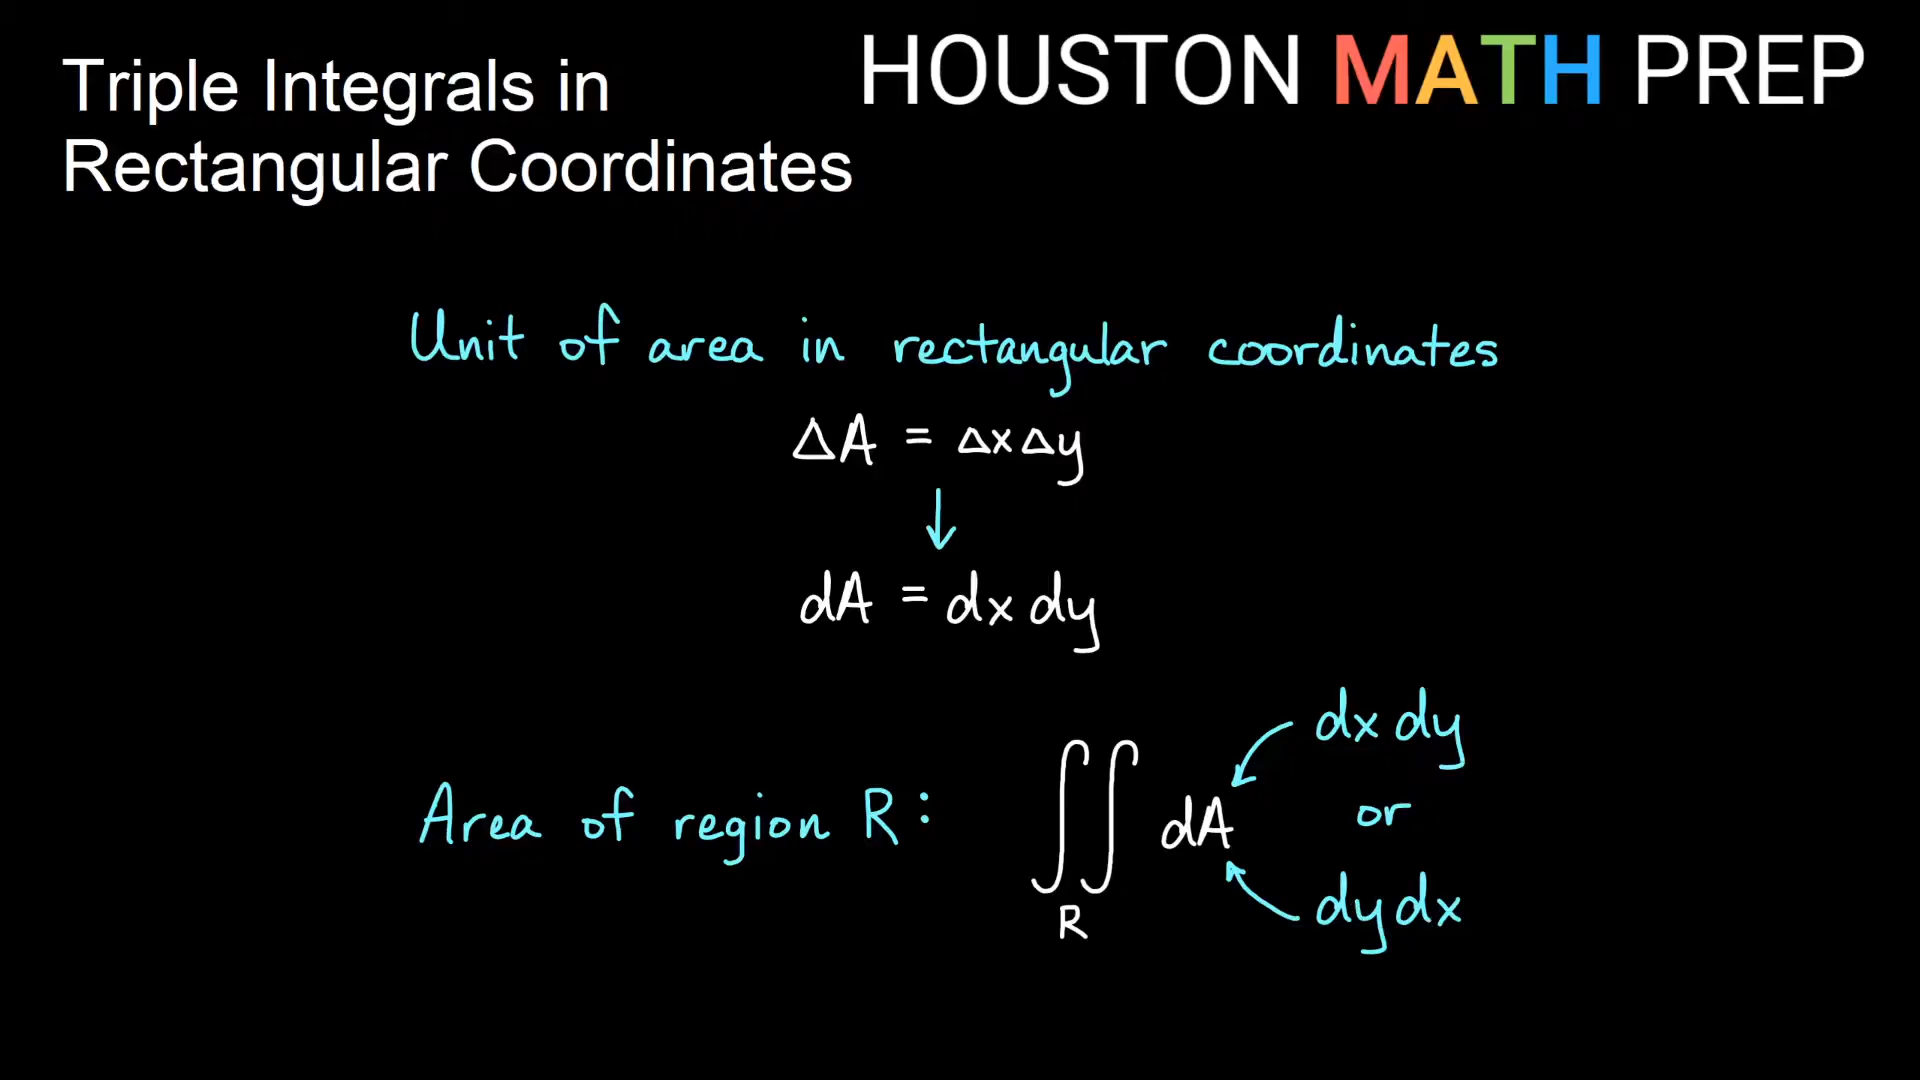 Triple Integrals in
Rectangular Coordinates
HOUSTON MATH PREP
Unit of area in rectangular coordinates
ΔA = ΔxΔy
↓
dA = dx dy
Area of region R: ∬ dA
R
dx dy
or
dy dx